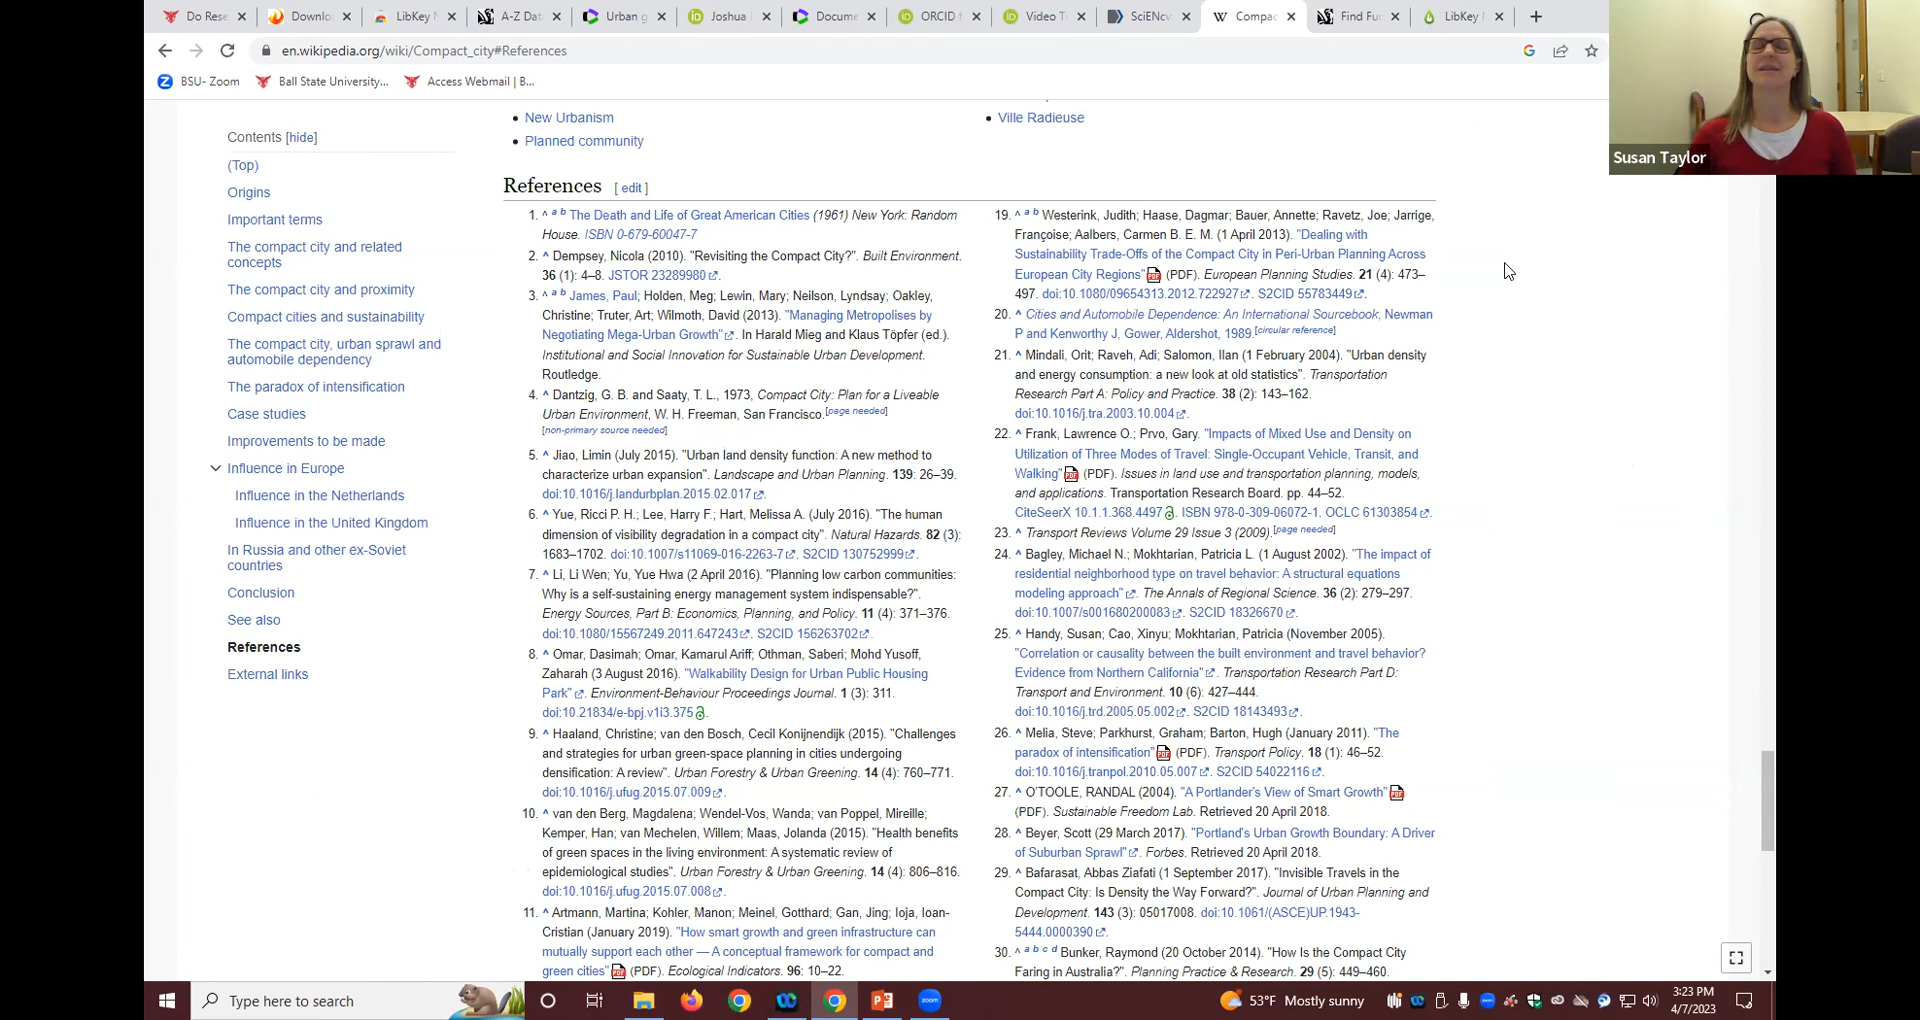 Do Rese
Downlo
LibKey N
A-Z Dat
Urban g
Joshua
Docume
ORCID f
Video Tu
SciENcv
Compac
Find Fu
LibKey
en.wikipedia.org/wiki/Compact_city#References
BSU- Zoom
Ball State University...
Access Webmail | B...
Susan Taylor
Contents [hide]
(Top)
Origins
Important terms
The compact city and related
concepts
The compact city and proximity
Compact cities and sustainability
The compact city, urban sprawl and
automobile dependency
The paradox of intensification
Case studies
Improvements to be made
Influence in Europe
Influence in the Netherlands
Influence in the United Kingdom
In Russia and other ex-Soviet
countries
Conclusion
See also
References
External links
• New Urbanism
• Planned community
• Ville Radieuse
References [ edit ]
1. ^ a b The Death and Life of Great American Cities (1961) New York: Random
House. ISBN 0-679-60047-7
2. ^ Dempsey, Nicola (2010). "Revisiting the Compact City?". Built Environment.
36 (1): 4–8. JSTOR 23289980.
3. ^ a b James, Paul; Holden, Meg; Lewin, Mary; Neilson, Lyndsay; Oakley,
Christine; Truter, Art; Wilmoth, David (2013). "Managing Metropolises by
Negotiating Mega-Urban Growth". In Harald Mieg and Klaus Töpfer (ed.).
Institutional and Social Innovation for Sustainable Urban Development.
Routledge.
4. ^ Dantzig, G. B. and Saaty, T. L., 1973, Compact City: Plan for a Liveable
Urban Environment, W. H. Freeman, San Francisco.[page needed]
[non-primary source needed]
5. ^ Jiao, Limin (July 2015). "Urban land density function: A new method to
characterize urban expansion". Landscape and Urban Planning. 139: 26–39.
doi:10.1016/j.landurbplan.2015.02.017.
6. ^ Yue, Ricci P. H.; Lee, Harry F.; Hart, Melissa A. (July 2016). "The human
dimension of visibility degradation in a compact city". Natural Hazards. 82 (3):
1683–1702. doi:10.1007/s11069-016-2263-7. S2CID 130752999.
7. ^ Li, Li Wen; Yu, Yue Hwa (2 April 2016). "Planning low carbon communities:
Why is a self-sustaining energy management system indispensable?".
Energy Sources, Part B: Economics, Planning, and Policy. 11 (4): 371–376.
doi:10.1080/15567249.2011.647243. S2CID 156263702.
8. ^ Omar, Dasimah; Omar, Kamarul Ariff; Othman, Saberi; Mohd Yusoff,
Zaharah (3 August 2016). "Walkability Design for Urban Public Housing
Park". Environment-Behaviour Proceedings Journal. 1 (3): 311.
doi:10.21834/e-bpj.v1i3.375.
9. ^ Haaland, Christine; van den Bosch, Cecil Konijnendijk (2015). "Challenges
and strategies for urban green-space planning in cities undergoing
densification: A review". Urban Forestry & Urban Greening. 14 (4): 760–771.
doi:10.1016/j.ufug.2015.07.009.
10. ^ van den Berg, Magdalena; Wendel-Vos, Wanda; van Poppel, Mireille;
Kemper, Han; van Mechelen, Willem; Maas, Jolanda (2015). "Health benefits
of green spaces in the living environment: A systematic review of
epidemiological studies". Urban Forestry & Urban Greening. 14 (4): 806–816.
doi:10.1016/j.ufug.2015.07.008.
11. ^ Artmann, Martina; Kohler, Manon; Meinel, Gotthard; Gan, Jing; Ioja, Ioan-
Cristian (January 2019). "How smart growth and green infrastructure can
mutually support each other — A conceptual framework for compact and
green cities" (PDF). Ecological Indicators. 96: 10–22.
19. ^ a b Westerink, Judith; Haase, Dagmar; Bauer, Annette; Ravetz, Joe; Jarrige,
Françoise; Aalbers, Carmen B. E. M. (1 April 2013). "Dealing with
Sustainability Trade-Offs of the Compact City in Peri-Urban Planning Across
European City Regions" (PDF). European Planning Studies. 21 (4): 473–
497. doi:10.1080/09654313.2012.722927. S2CID 55783449.
20. ^ Cities and Automobile Dependence: An International Sourcebook, Newman
P and Kenworthy J, Gower, Aldershot, 1989.[circular reference]
21. ^ Mindali, Orit; Raveh, Adi; Salomon, Ilan (1 February 2004). "Urban density
and energy consumption: a new look at old statistics". Transportation
Research Part A: Policy and Practice. 38 (2): 143–162.
doi:10.1016/j.tra.2003.10.004.
22. ^ Frank, Lawrence O.; Prvo, Gary. "Impacts of Mixed Use and Density on
Utilization of Three Modes of Travel: Single-Occupant Vehicle, Transit, and
Walking" (PDF). Issues in land use and transportation planning, models,
and applications. Transportation Research Board. pp. 44–52.
CiteSeerX 10.1.1.368.4497. ISBN 978-0-309-06072-1. OCLC 61303854.
23. ^ Transport Reviews Volume 29 Issue 3 (2009).[page needed]
24. ^ Bagley, Michael N.; Mokhtarian, Patricia L. (1 August 2002). "The impact of
residential neighborhood type on travel behavior: A structural equations
modeling approach". The Annals of Regional Science. 36 (2): 279–297.
doi:10.1007/s001680200083. S2CID 18326670.
25. ^ Handy, Susan; Cao, Xinyu; Mokhtarian, Patricia (November 2005).
"Correlation or causality between the built environment and travel behavior?
Evidence from Northern California". Transportation Research Part D:
Transport and Environment. 10 (6): 427–444.
doi:10.1016/j.trd.2005.05.002. S2CID 18143493.
26. ^ Melia, Steve; Parkhurst, Graham; Barton, Hugh (January 2011). "The
paradox of intensification" (PDF). Transport Policy. 18 (1): 46–52.
doi:10.1016/j.tranpol.2010.05.007. S2CID 54022116.
27. ^ O'TOOLE, RANDAL (2004). "A Portlander's View of Smart Growth"
(PDF). Sustainable Freedom Lab. Retrieved 20 April 2018.
28. ^ Beyer, Scott (29 March 2017). "Portland's Urban Growth Boundary: A Driver
of Suburban Sprawl". Forbes. Retrieved 20 April 2018.
29. ^ Bafarasat, Abbas Ziafati (1 September 2017). "Invisible Travels in the
Compact City: Is Density the Way Forward?". Journal of Urban Planning and
Development. 143 (3): 05017008. doi:10.1061/(ASCE)UP.1943-
5444.0000390.
30. ^ a b c d Bunker, Raymond (20 October 2014). "How Is the Compact City
Faring in Australia?". Planning Practice & Research. 29 (5): 449–460.
Type here to search
53°F Mostly sunny
3:23 PM
4/7/2023